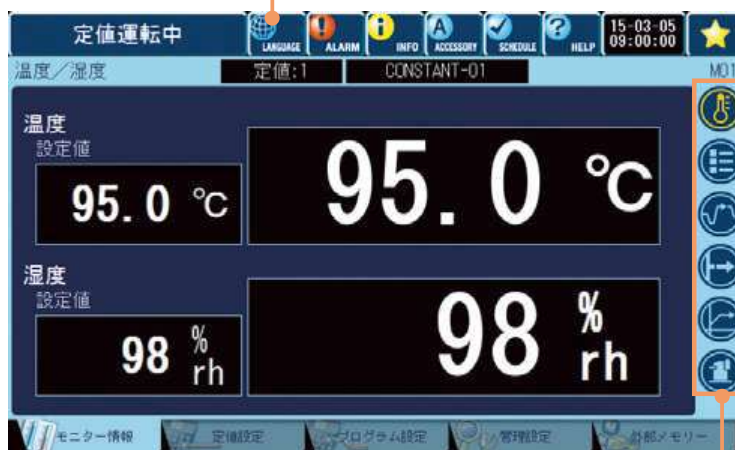 定値運転中
LANGUAGE ALARM INFO ACCESSORY SCHEDULE HELP
15-03-05
09:00:00
温度／湿度 定値:1 CONSTANT-01 M01
温度
設定値
95.0 ℃
95.0 ℃
湿度
設定値
98 %rh
98 %rh
モニター情報 定値設定 プログラム設定 管理設定 外部メモリー